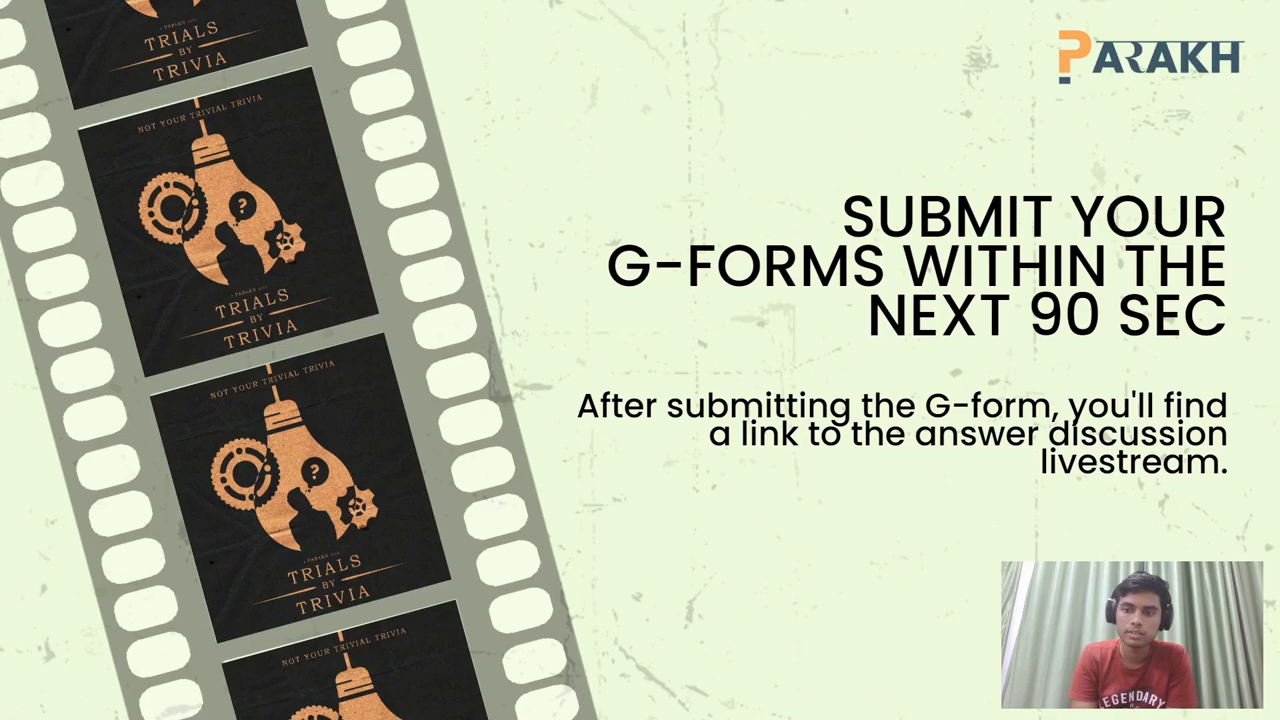 TRIALS
BY
TRIVIA
NOT YOUR TRIVIAL TRIVIA
?
TRIALS
BY
TRIVIA
NOT YOUR TRIVIAL TRIVIA
?
TRIALS
BY
TRIVIA
NOT YOUR TRIVIAL TRIVIA
?ARAKH
SUBMIT YOUR
G-FORMS WITHIN THE
NEXT 90 SEC
After submitting the G-form, you'll find
a link to the answer discussion
livestream.
LEGENDARY